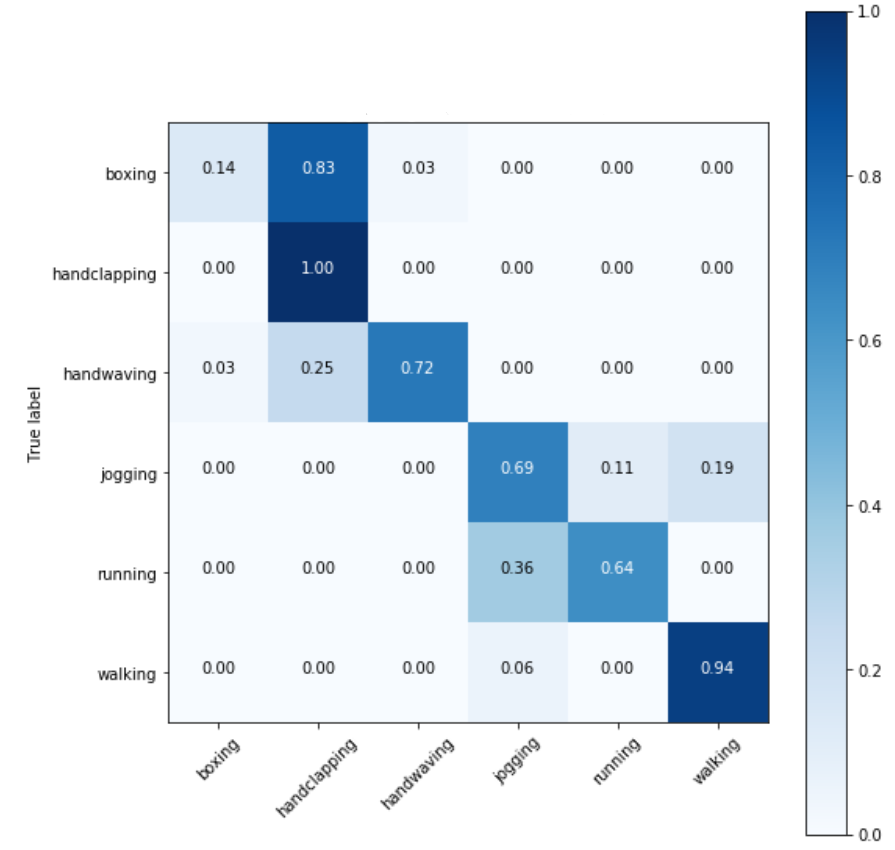 1.0
0.8
0.6
0.4
0.2
0.0
True label
boxing 0.14 0.83 0.03 0.00 0.00 0.00
handclapping 0.00 1.00 0.00 0.00 0.00 0.00
handwaving 0.03 0.25 0.72 0.00 0.00 0.00
jogging 0.00 0.00 0.00 0.69 0.11 0.19
running 0.00 0.00 0.00 0.36 0.64 0.00
walking 0.00 0.00 0.00 0.06 0.00 0.94
boxing handclapping handwaving jogging running walking